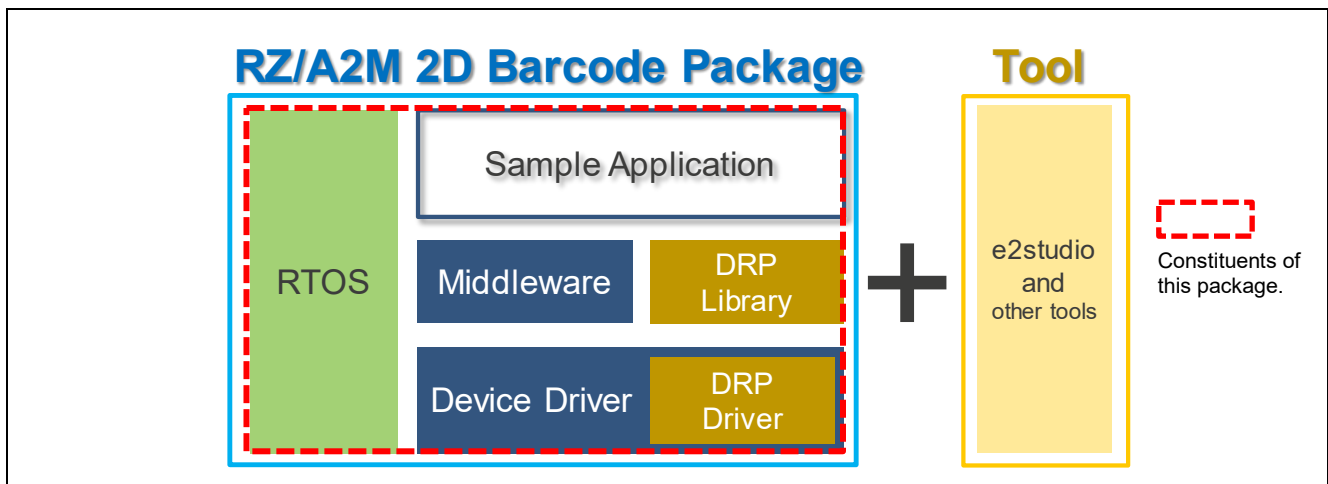 RZ/A2M 2D Barcode Package
Tool
RTOS
Sample Application
Middleware
DRP
Library
Device Driver
DRP
Driver
e2studio
and
other tools
Constituents of
this package.